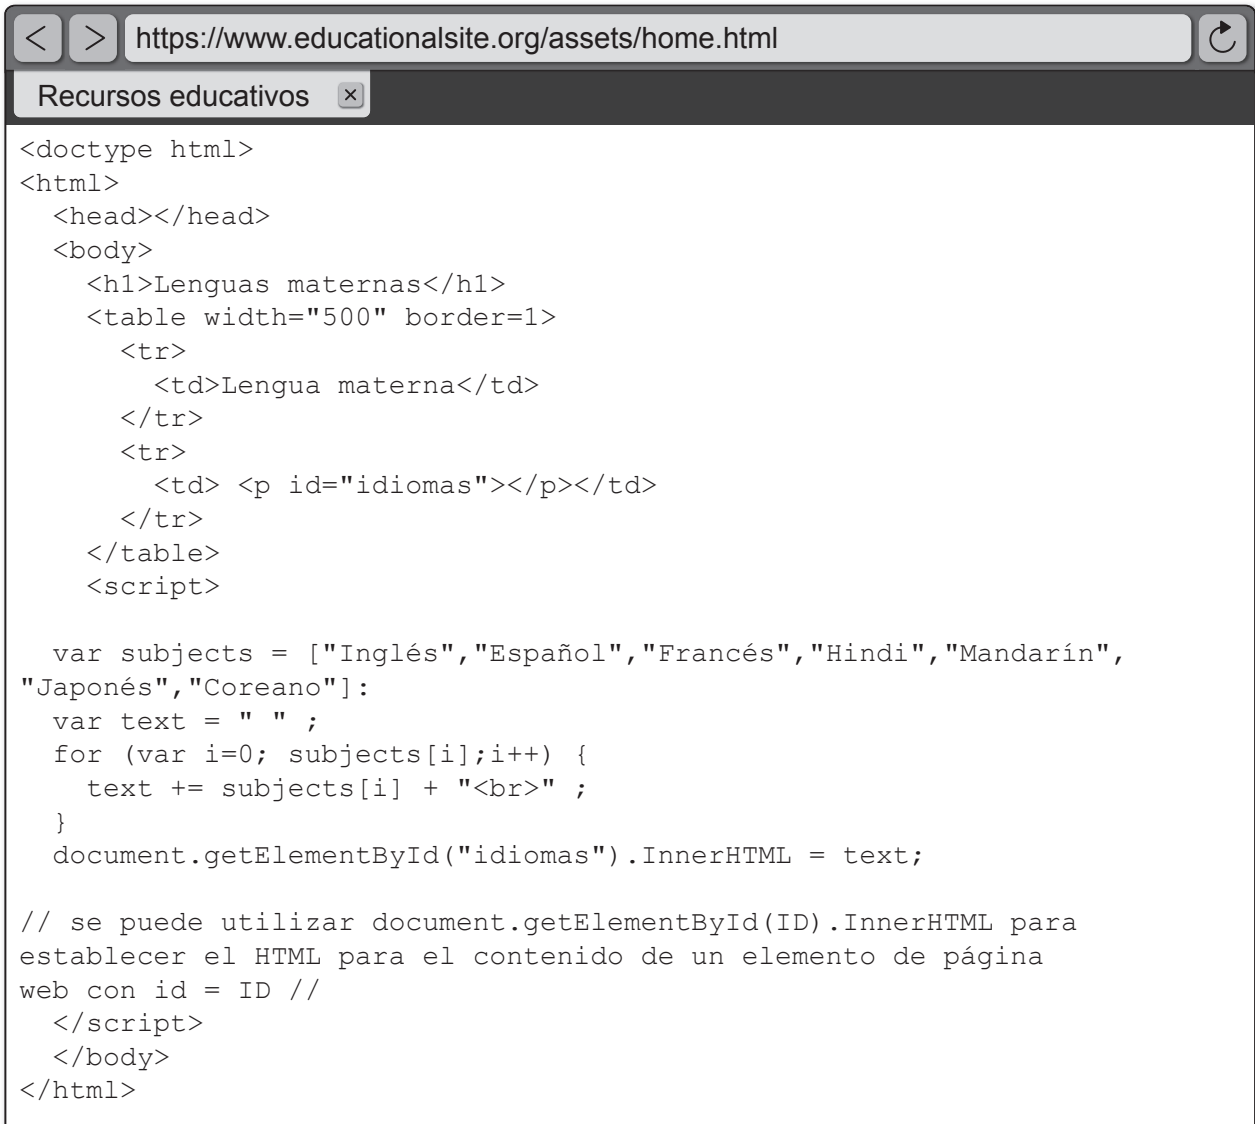 https://www.educationalsite.org/assets/home.html
Recursos educativos
<doctype html>
<html>
<head></head>
<body>
<h1>Lenguas maternas</h1>
<table width="500" border=1>
<tr>
<td>Lengua materna</td>
</tr>
<tr>
<td> <p id="idiomas"></p></td>
</tr>
</table>
<script>
var subjects = ["Inglés","Español","Francés","Hindi","Mandarín",
"Japonés","Coreano"]:
var text = " " ;
for (var i=0; subjects[i];i++) {
text += subjects[i] + "<br>" ;
}
document.getElementById("idiomas").InnerHTML = text;
// se puede utilizar document.getElementById(ID).InnerHTML para
establecer el HTML para el contenido de un elemento de página
web con id = ID //
</script>
</body>
</html>